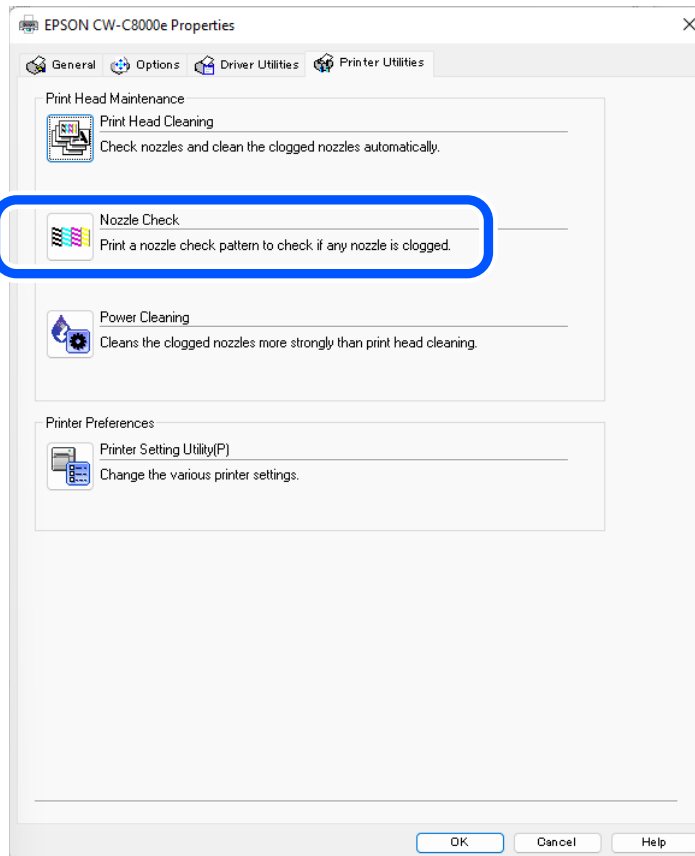 EPSON CW-C8000e Properties
General Options Driver Utilities Printer Utilities
Print Head Maintenance
Print Head Cleaning
Check nozzles and clean the clogged nozzles automatically.
Nozzle Check
Print a nozzle check pattern to check if any nozzle is clogged.
Power Cleaning
Cleans the clogged nozzles more strongly than print head cleaning.
Printer Preferences
Printer Setting Utility(P)
Change the various printer settings.
OK Cancel Help